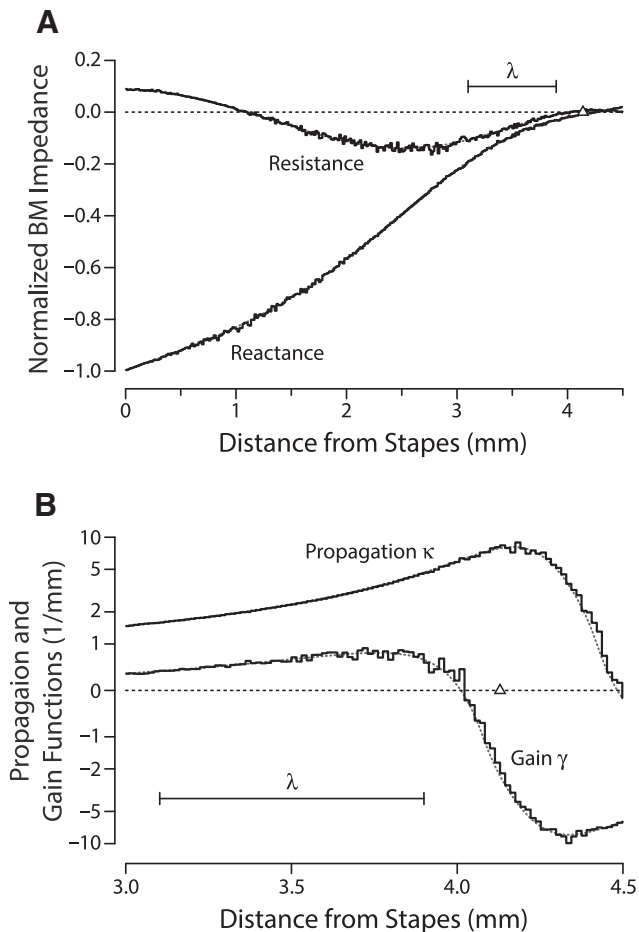 A
Normalized BM Impedance
0.2
0.0
−0.2
−0.4
−0.6
−0.8
−1.0
λ
Resistance
Reactance
0 1 2 3 4
Distance from Stapes (mm)
B
Propagaion and
Gain Functions (1/mm)
10
5
2
1
0
−1
−2
−5
−10
Propagation κ
Gain γ
λ
3.0 3.5 4.0 4.5
Distance from Stapes (mm)